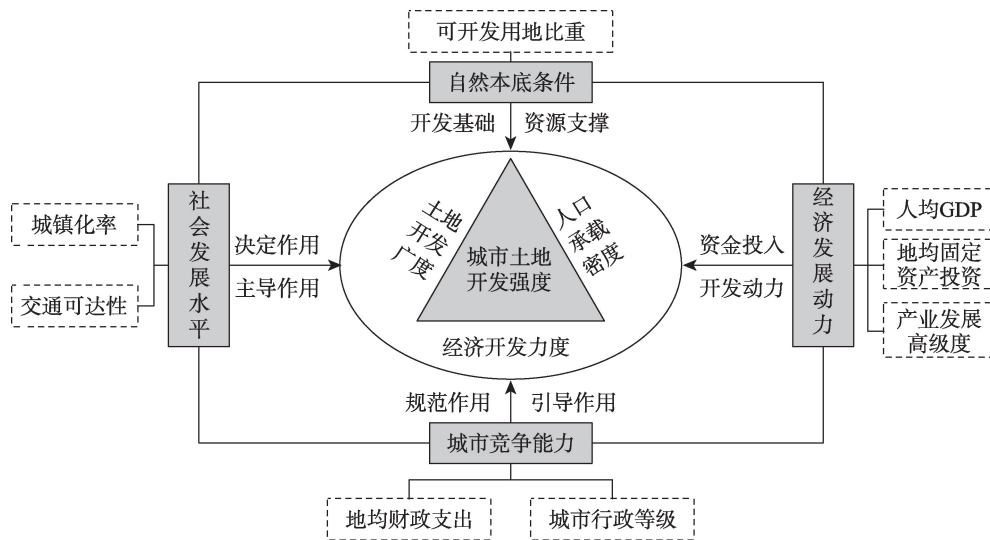 可开发用地比重
自然本底条件
开发基础 资源支撑
社会发展水平
城镇化率
交通可达性
决定作用
主导作用
土地开发广度
人口承载密度
城市土地
开发强度
经济开发力度
资金投入
开发动力
经济发展动力
人均GDP
地均固定
资产投资
产业发展
高级度
规范作用 引导作用
城市竞争能力
地均财政支出
城市行政等级